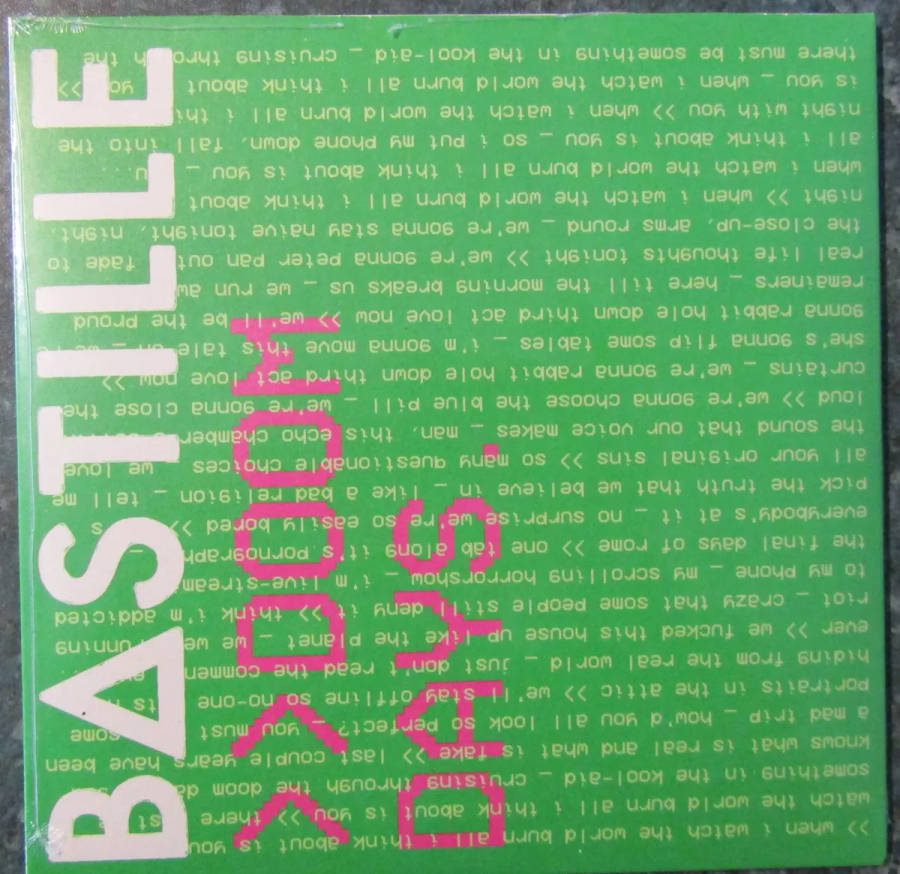 BASTILLE
>DOOM
DAYS.
>> when i watch the world burn all i think about is you
watch the world burn all i think about is you >> there
something in the kool-aid _ cruising through the doom
knows what is real and what is fake >> last couple years have been
a mad trip _ how'd you all look so perfect? _ you must some
portraits in the attic >> we'll stay offline so no-one
hiding from the real world _ just don't read the
ever >> we fucked this house up like the planet _ we running
riot _ crazy that some people still deny it >> think i'm addicted
to my phone _ my scrolling horrorshow _ i'm
the final days of rome >> one tab along it's
everybody's at it _ no surprise we're so easily bored >>
pick the truth that we believe in _ like a bad religion _ tell me
all your original sins >> so many questionable choices _ we love
the sound that our voice makes _ man, this echo
loud >> we're gonna choose the blue pill _ we're gonna close the
curtains _ we're gonna rabbit hole down third act love now >>
she's gonna flip some tables _ i'm gonna move this tale on _
gonna rabbit hole down third act love now >> we'll be the proud
remainers _ here till the morning breaks us _ we run
real life thoughts tonight >> we're gonna peter pan out fade to
the close-up, arms round _ we're gonna stay naive tonight, night,
night >> when i watch the world burn all i think about
when i watch the world burn all i think about is you _
all i think about is you _ so i put my phone down, fall into the
night with you >> when i watch the world burn all i
is you _ when i watch the world burn all i think about >>
there must be something in the kool-aid _ cruising through the